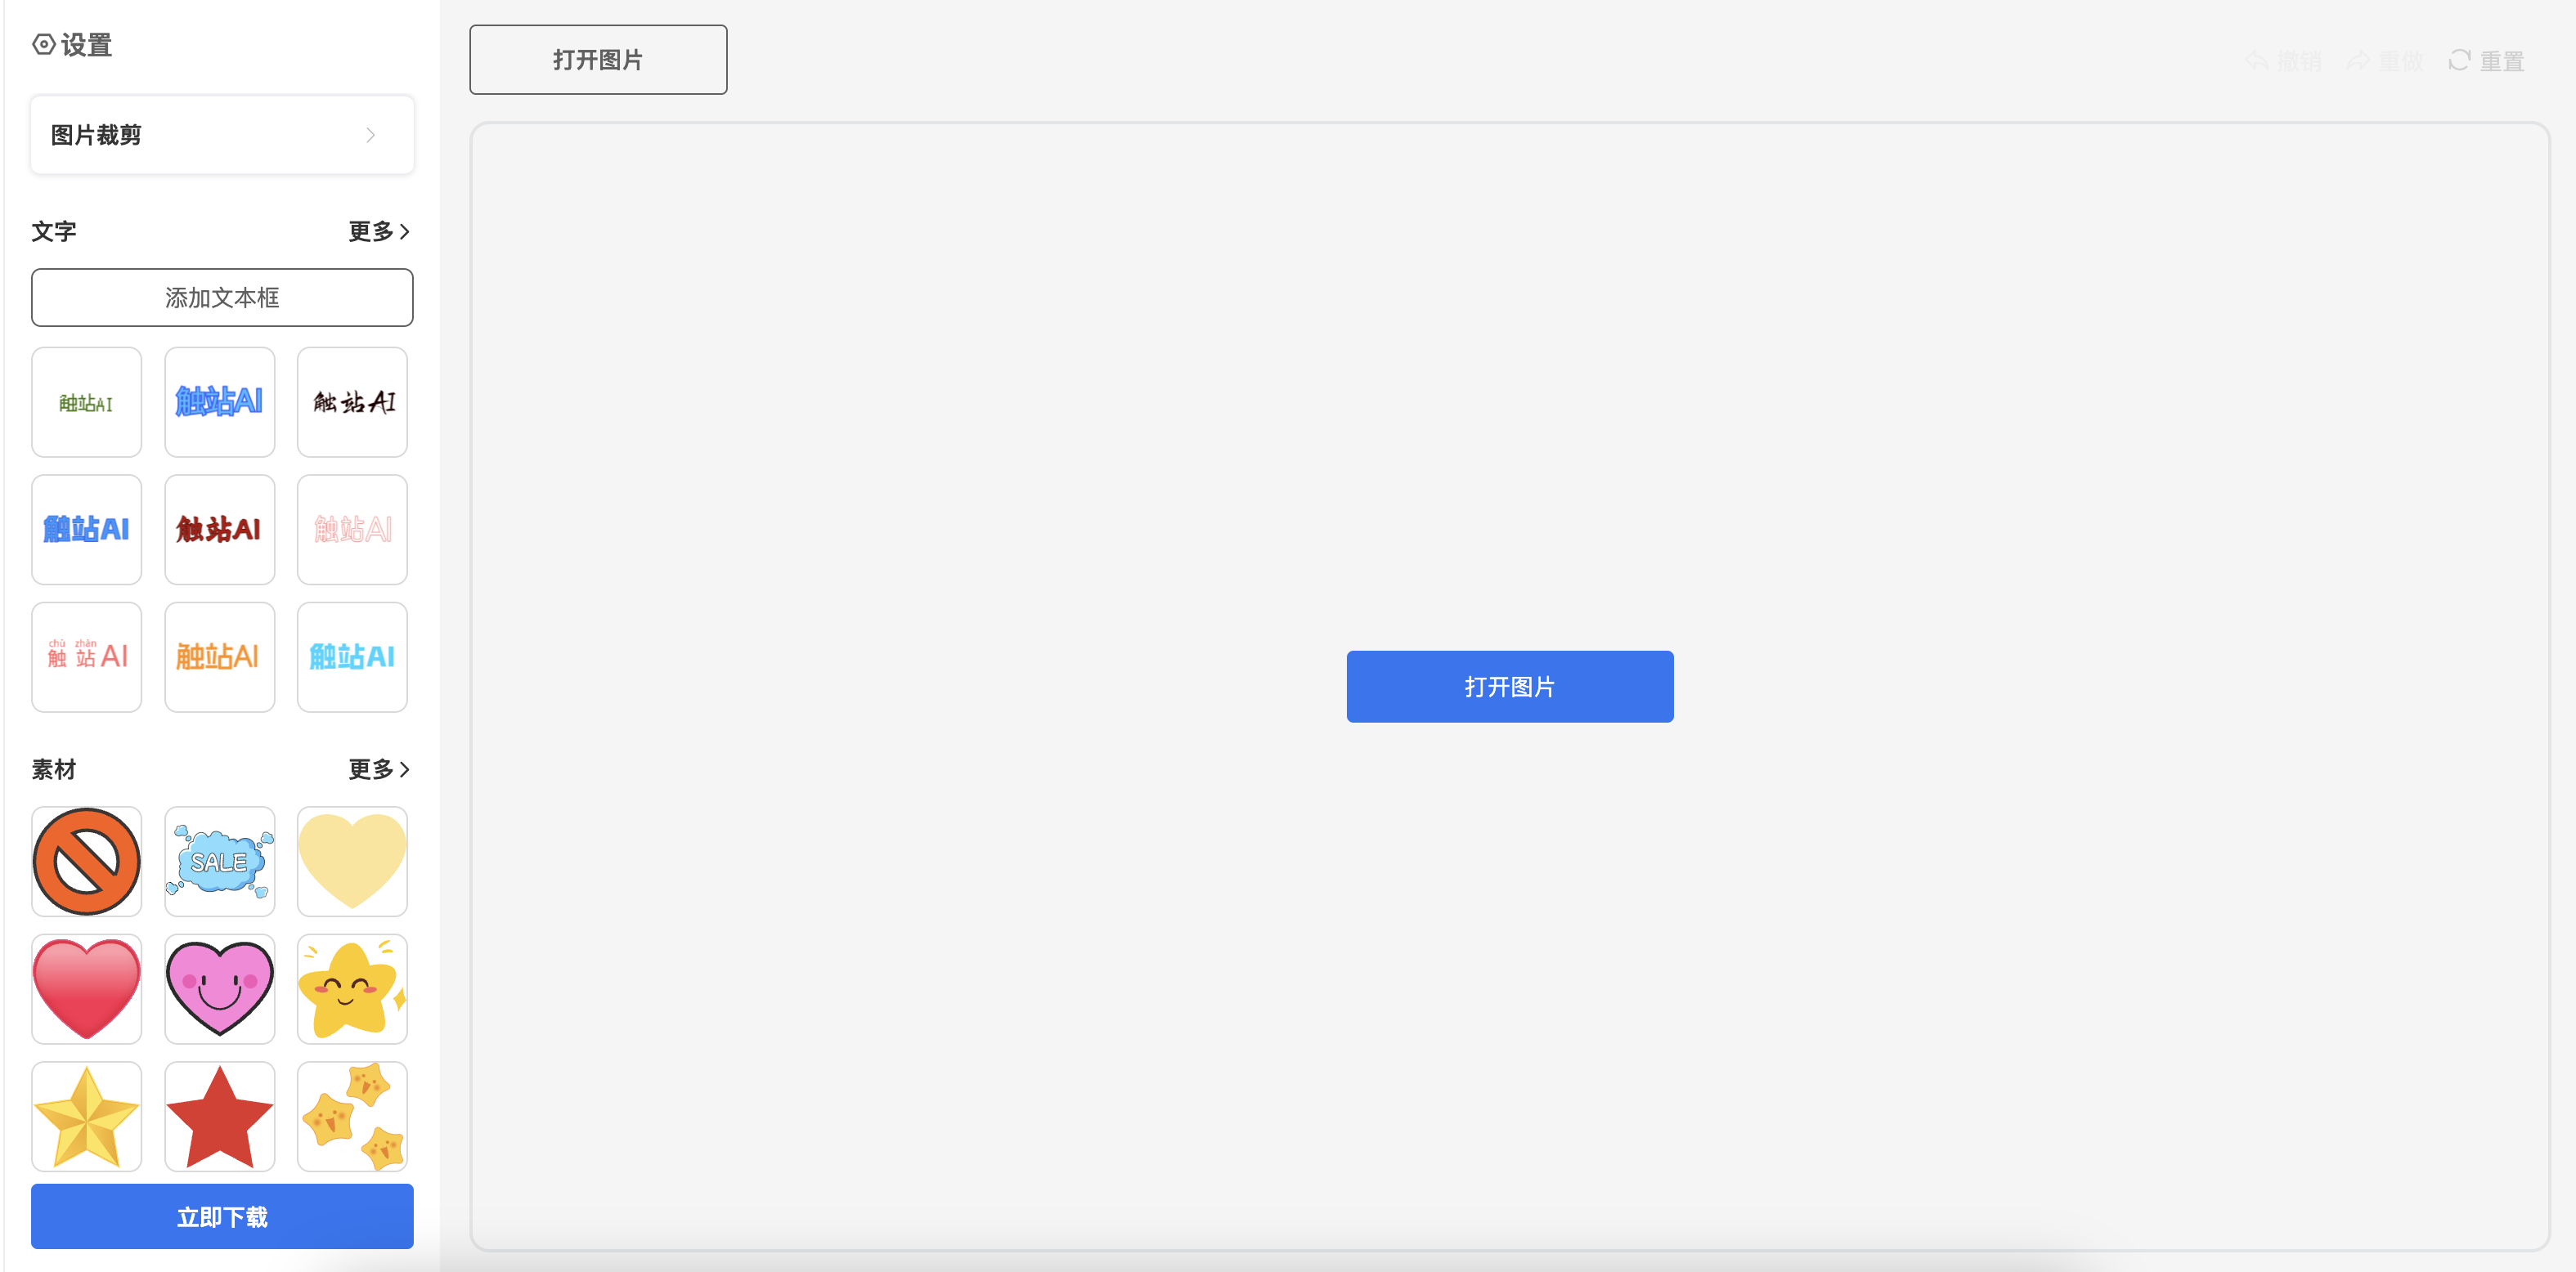 设置
图片裁剪
文字 更多
添加文本框
触站AI 触站AI 触站AI
触站AI 触站AI 触站AI
chù zhàn
触 站 AI 触站AI 触站AI
素材 更多
SALE
立即下载
打开图片
撤销 重做 重置
打开图片